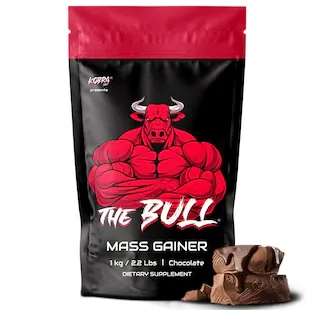 KOBRA
presents
THE BULL®
MASS GAINER
1 kg / 2.2 Lbs | Chocolate
DIETARY SUPPLEMENT